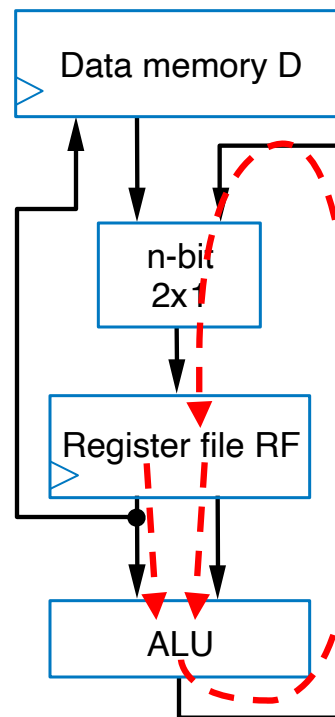 Data memory D
n-bit
2x1
Register file RF
ALU